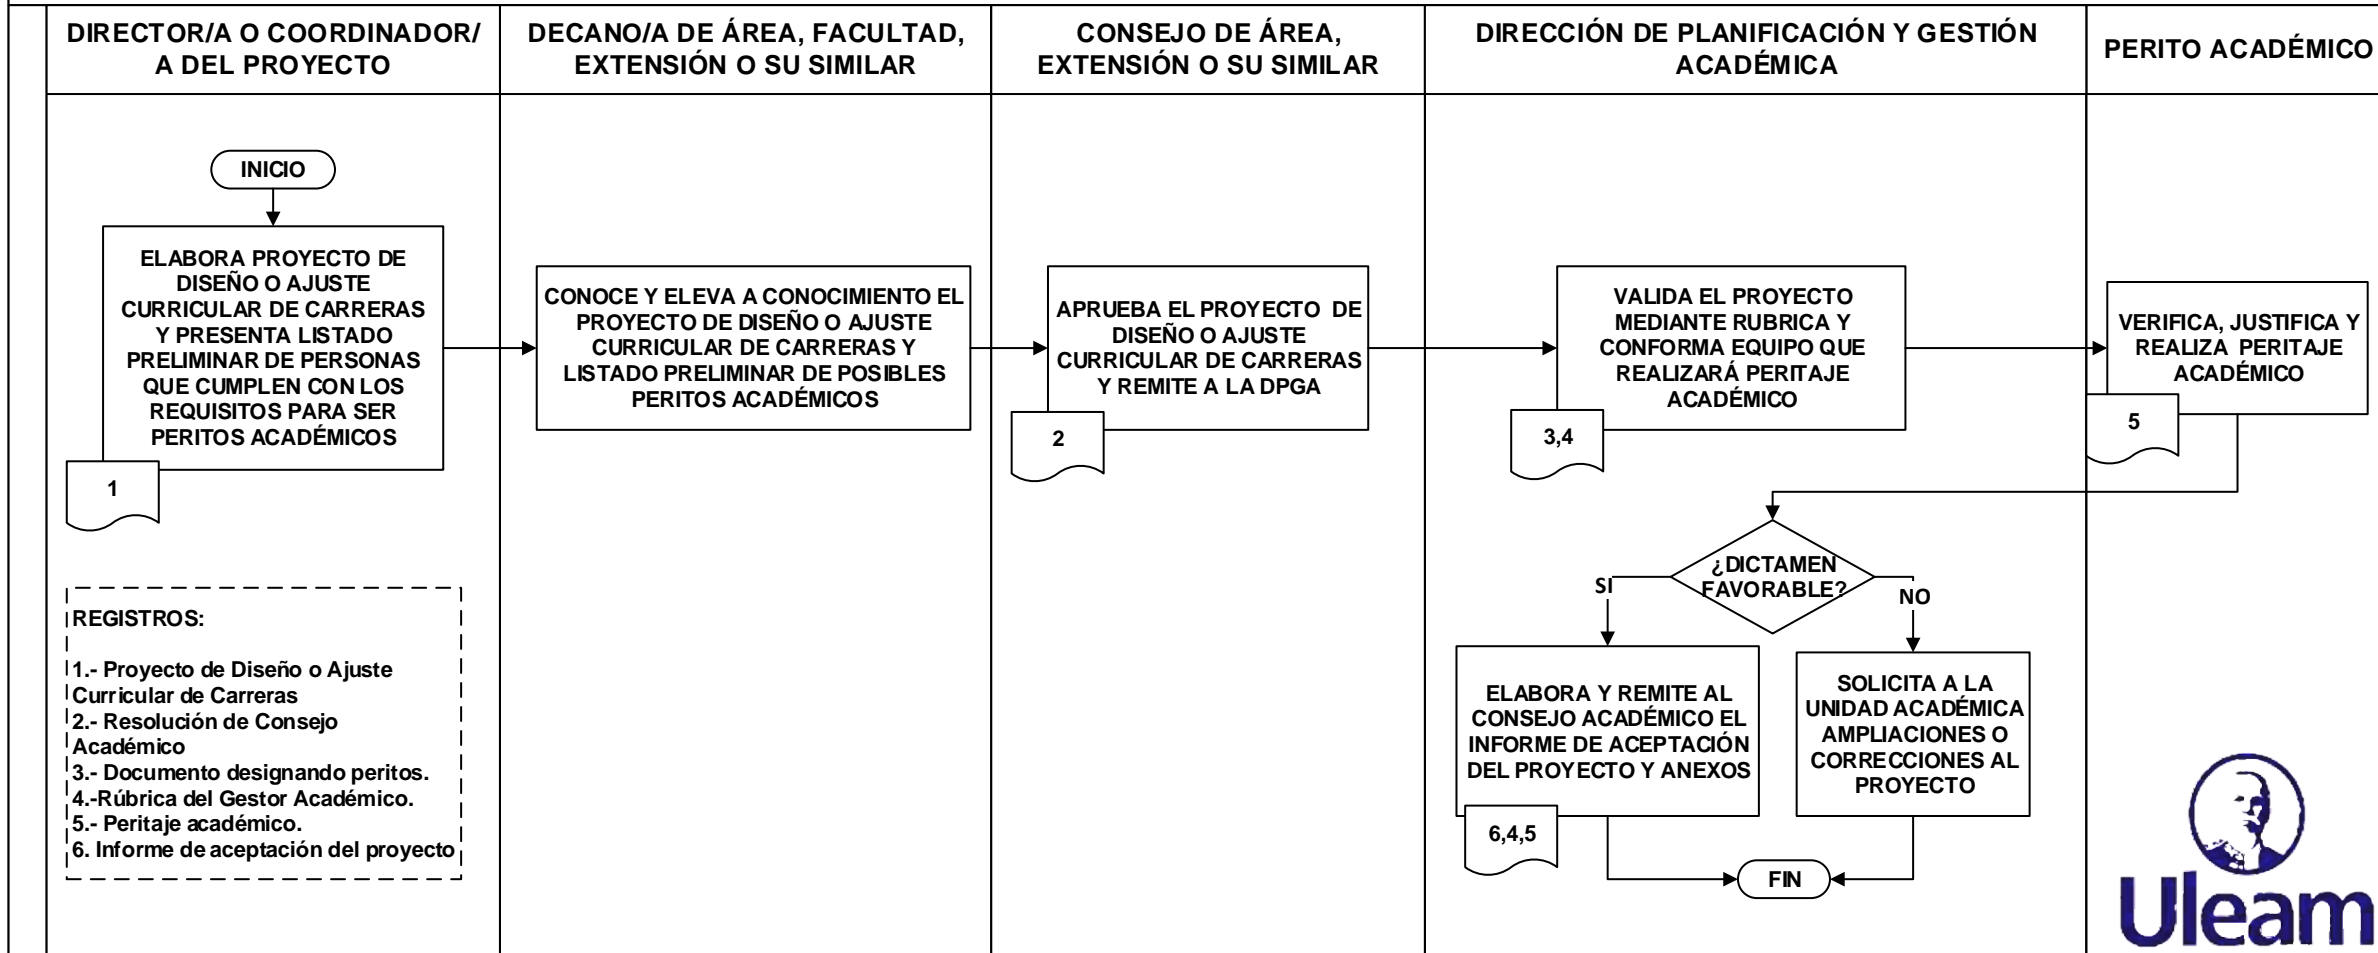 DIRECTOR/A O COORDINADOR/
A DEL PROYECTO
DECANO/A DE ÁREA, FACULTAD,
EXTENSIÓN O SU SIMILAR
CONSEJO DE ÁREA,
EXTENSIÓN O SU SIMILAR
DIRECCIÓN DE PLANIFICACIÓN Y GESTIÓN
ACADÉMICA
PERITO ACADÉMICO
INICIO
ELABORA PROYECTO DE
DISEÑO O AJUSTE
CURRICULAR DE CARRERAS
Y PRESENTA LISTADO
PRELIMINAR DE PERSONAS
QUE CUMPLEN CON LOS
REQUISITOS PARA SER
PERITOS ACADÉMICOS
1
CONOCE Y ELEVA A CONOCIMIENTO EL
PROYECTO DE DISEÑO O AJUSTE
CURRICULAR DE CARRERAS Y
LISTADO PRELIMINAR DE POSIBLES
PERITOS ACADÉMICOS
APRUEBA EL PROYECTO DE
DISEÑO O AJUSTE
CURRICULAR DE CARRERAS
Y REMITE A LA DPGA
2
VALIDA EL PROYECTO
MEDIANTE RUBRICA Y
CONFORMA EQUIPO QUE
REALIZARÁ PERITAJE
ACADÉMICO
3,4
VERIFICA, JUSTIFICA Y
REALIZA PERITAJE
ACADÉMICO
5
¿DICTAMEN
FAVORABLE?
SI
NO
ELABORA Y REMITE AL
CONSEJO ACADÉMICO EL
INFORME DE ACEPTACIÓN
DEL PROYECTO Y ANEXOS
6,4,5
SOLICITA A LA
UNIDAD ACADÉMICA
AMPLIACIONES O
CORRECCIONES AL
PROYECTO
FIN
REGISTROS:
1.- Proyecto de Diseño o Ajuste
Curricular de Carreras
2.- Resolución de Consejo
Académico
3.- Documento designando peritos.
4.-Rúbrica del Gestor Académico.
5.- Peritaje académico.
6. Informe de aceptación del proyecto
Uleam